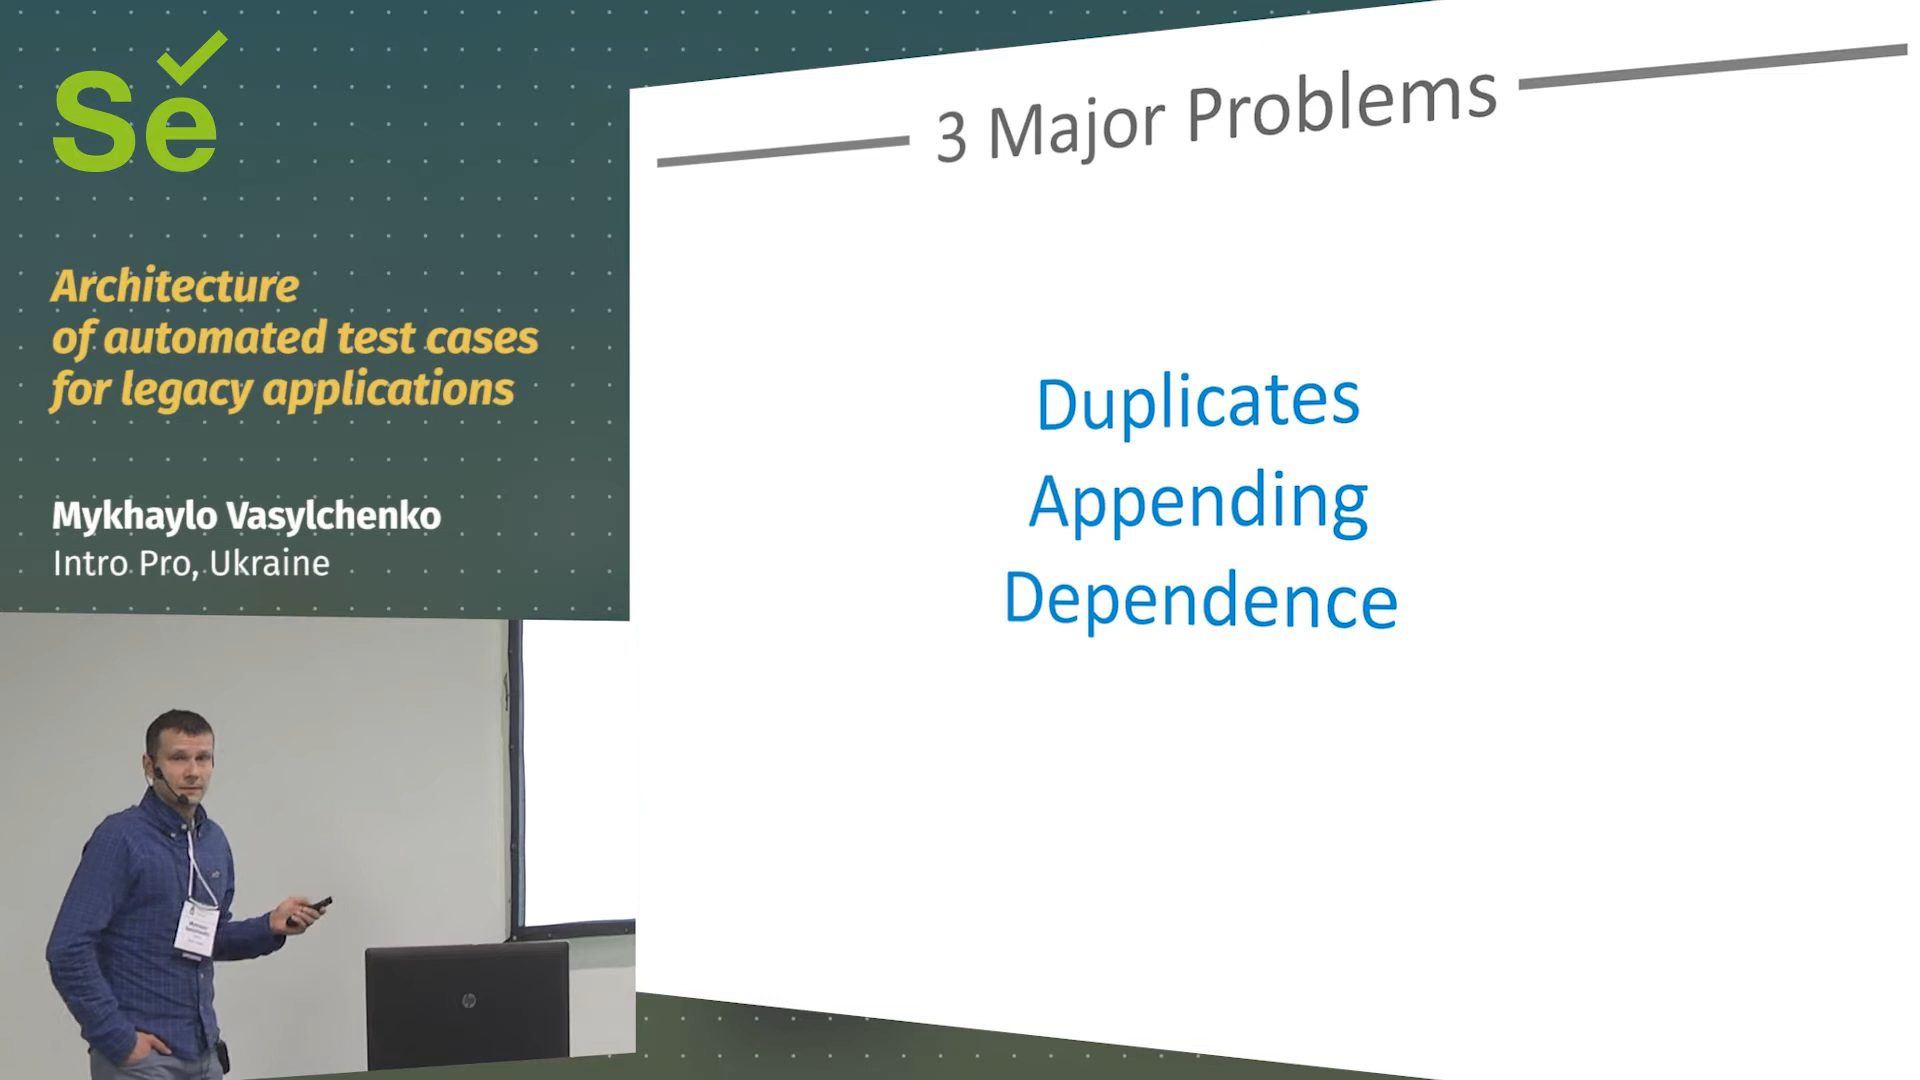 Se
Architecture
of automated test cases
for legacy applications
Mykhaylo Vasylchenko
Intro Pro, Ukraine
3 Major Problems
Duplicates
Appending
Dependence
hp